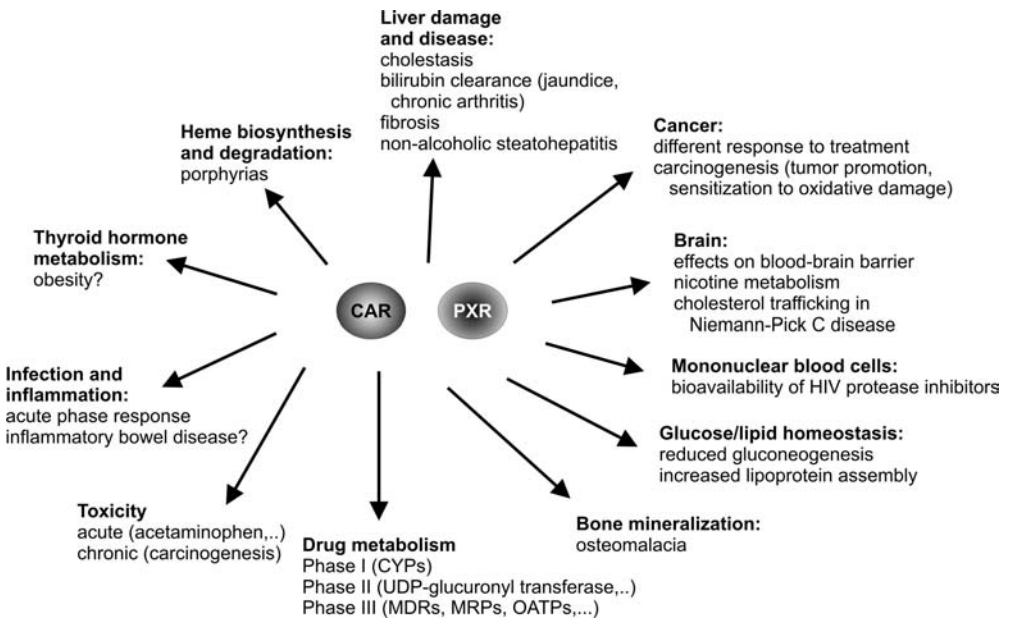 Liver damage
and disease:
cholestasis
bilirubin clearance (jaundice,
chronic arthritis)
fibrosis
non-alcoholic steatohepatitis
Heme biosynthesis
and degradation:
porphyrias
Cancer:
different response to treatment
carcinogenesis (tumor promotion,
sensitization to oxidative damage)
Thyroid hormone
metabolism:
obesity?
Brain:
effects on blood-brain barrier
nicotine metabolism
cholesterol trafficking in
Niemann-Pick C disease
CAR
PXR
Infection and
inflammation:
acute phase response
inflammatory bowel disease?
Mononuclear blood cells:
bioavailability of HIV protease inhibitors
Glucose/lipid homeostasis:
reduced gluconeogenesis
increased lipoprotein assembly
Toxicity
acute (acetaminophen,..)
chronic (carcinogenesis)
Drug metabolism
Phase I (CYPs)
Phase II (UDP-glucuronyl transferase,..)
Phase III (MDRs, MRPs, OATPs,...)
Bone mineralization:
osteomalacia